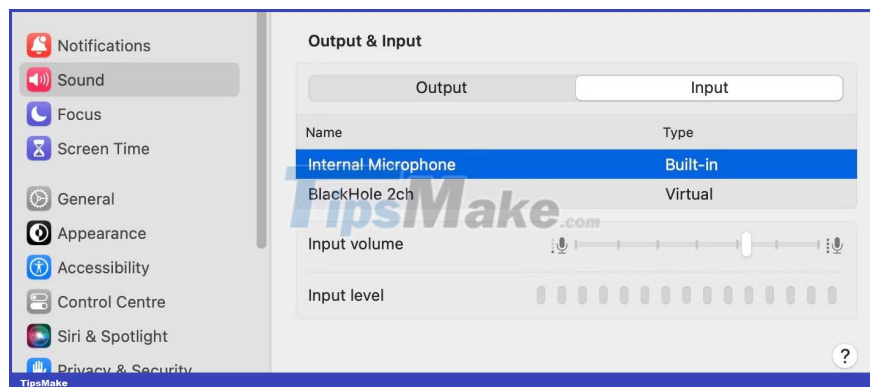 Notifications
Sound
Focus
Screen Time
General
Appearance
Accessibility
Control Centre
Siri & Spotlight
Privacy & Security
Output & Input
Output Input
Name Type
Internal Microphone Built-in
BlackHole 2ch Virtual
TipsMake.com
Input volume
Input level
?
TipsMake